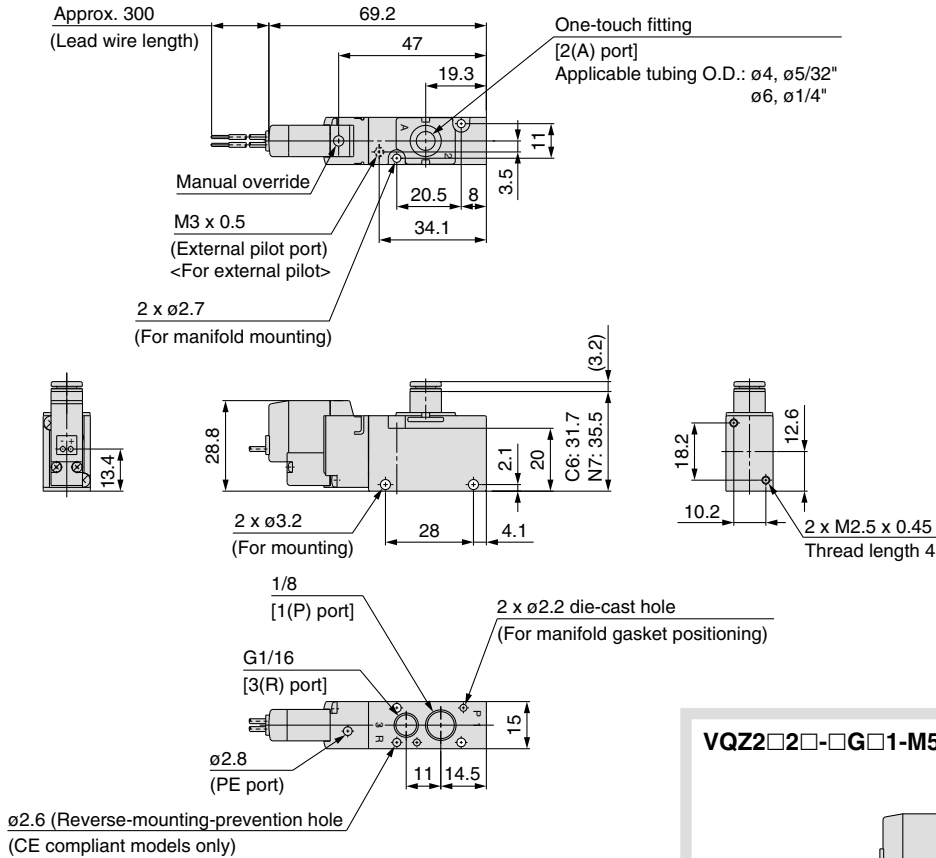 Approx. 300
(Lead wire length)
69.2
47
19.3
One-touch fitting
[2(A) port]
Applicable tubing O.D.: ø4, ø5/32"
ø6, ø1/4"
A
2
11
3.5
Manual override
20.5
8
M3 x 0.5
34.1
(External pilot port)
<For external pilot>
2 x ø2.7
(For manifold mounting)
(3.2)
- +
13.4
28.8
2.1
20
C6: 31.7
N7: 35.5
18.2
12.6
10.2
2 x ø3.2
(For mounting)
28
4.1
2 x M2.5 x 0.45
Thread length 4
1/8
[1(P) port]
2 x ø2.2 die-cast hole
(For manifold gasket positioning)
G1/16
[3(R) port]
3 R
P 1
15
ø2.8
(PE port)
11
14.5
ø2.6 (Reverse-mounting-prevention hole
(CE compliant models only)
VQZ2□2□-□G□1-M5